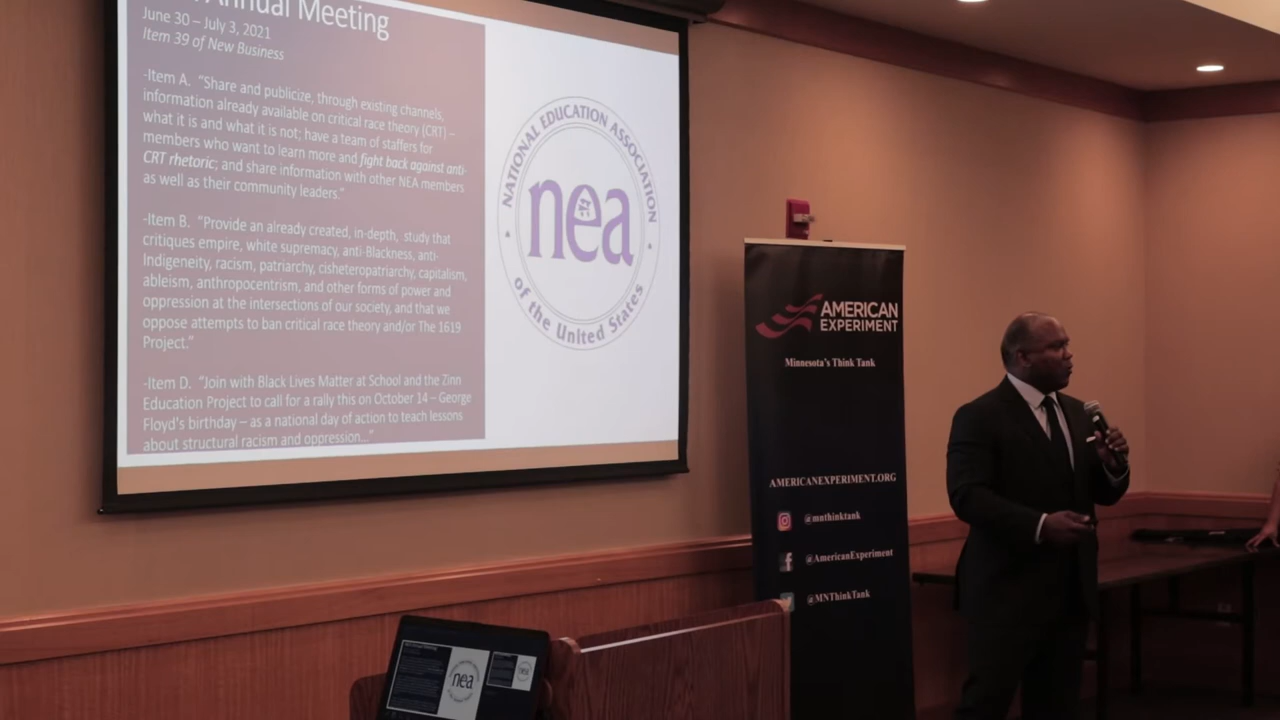 Annual Meeting
June 30 – July 3, 2021
Item 39 of New Business
-Item A. “Share and publicize, through existing channels,
information already available on critical race theory (CRT) –
what it is and what it is not; have a team of staffers for
members who want to learn more and fight back against anti-
CRT rhetoric; and share information with other NEA members
as well as their community leaders.”
-Item B. “Provide an already created, in-depth, study that
critiques empire, white supremacy, anti-Blackness, anti-
Indigeneity, racism, patriarchy, cisheteropatriarchy, capitalism,
ableism, anthropocentrism, and other forms of power and
oppression at the intersections of our society, and that we
oppose attempts to ban critical race theory and/or The 1619
Project.”
-Item D. “Join with Black Lives Matter at School and the Zinn
Education Project to call for a rally this on October 14 – George
Floyd's birthday – as a national day of action to teach lessons
about structural racism and oppression…”
NATIONAL EDUCATION ASSOCIATION
nea
of the United States
AMERICAN
EXPERIMENT
Minnesota's Think Tank
AMERICANEXPERIMENT.ORG
@mnthinktank
@AmericanExperiment
@MNThinkTank
nea